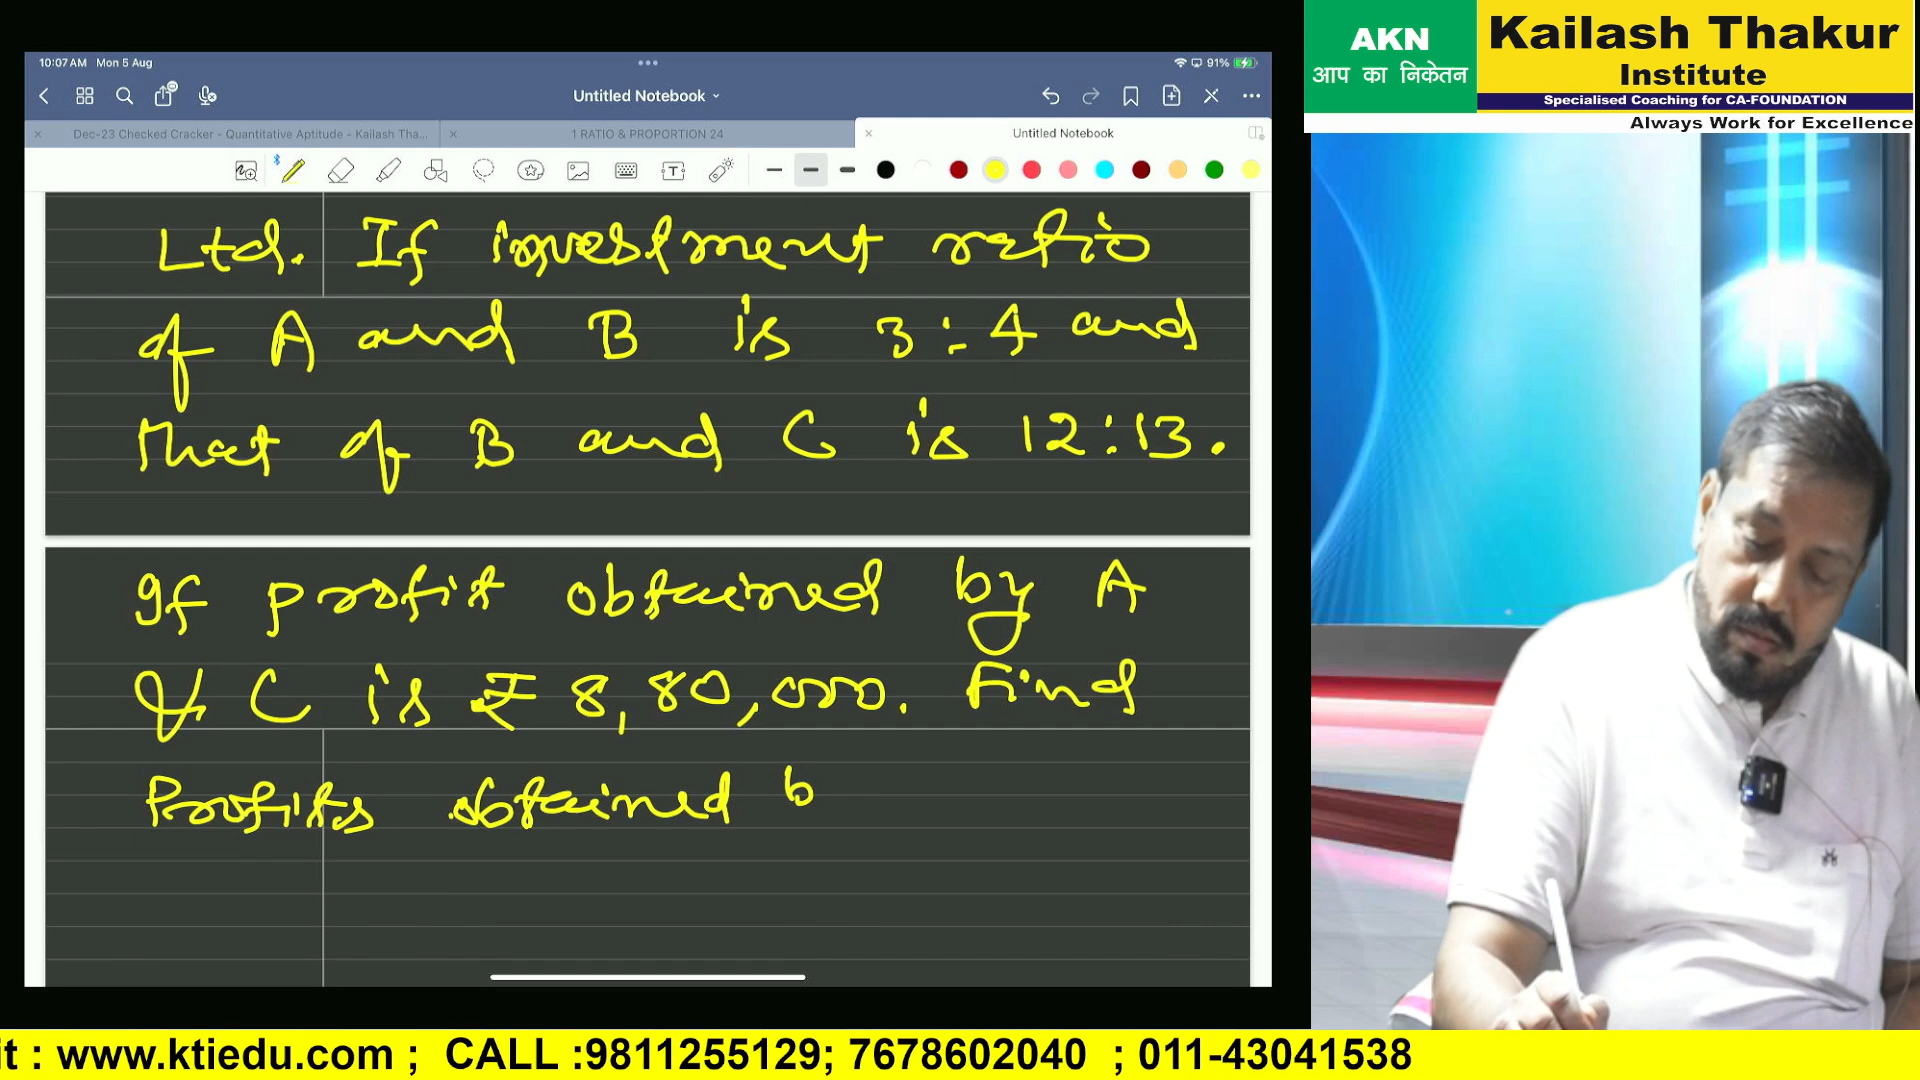 AKN
आप का निकेतन
Kailash Thakur
Institute
Specialised Coaching for CA-FOUNDATION
Always Work for Excellence
10:07 AM Mon 5 Aug
91%
Untitled Notebook
Dec-23 Checked Cracker - Quantitative Aptitude - Kailash Tha...
1 RATIO & PROPORTION 24
Untitled Notebook
Ltd. If investment ratio
of A and B is 3:4 and
that of B and C is 12:13.
If profit obtained by A
& C is ₹ 8,80,000. Find
Profits obtained b
it : www.ktiedu.com ; CALL :9811255129; 7678602040 ; 011-43041538